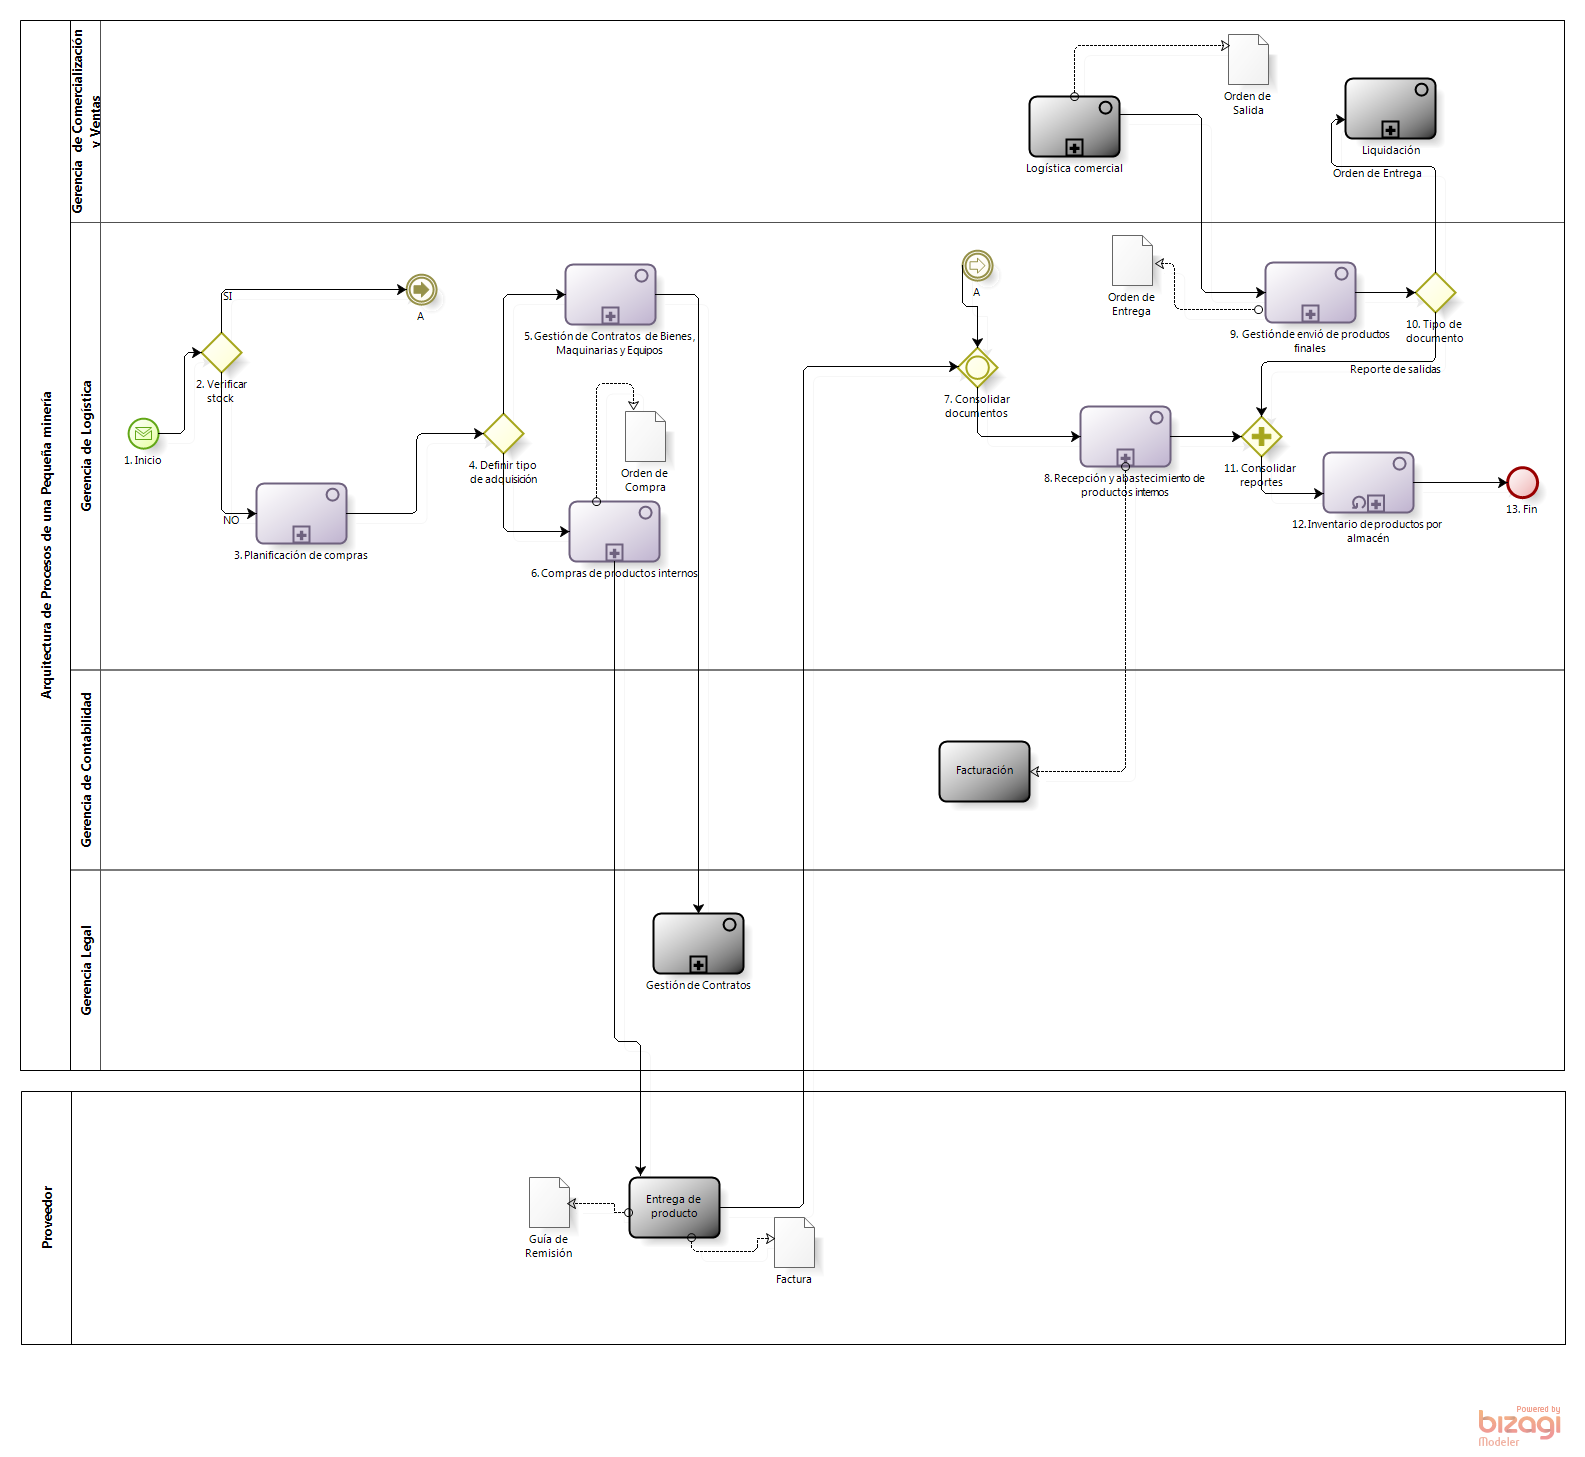 Arquitectura de Procesos de una Pequeña mineria
Gerencia de Comercialización
y Ventas
Orden de
Salida
Logística comercial
Liquidación
Orden de Entrega
Gerencia de Logística
1. Inicio
2. Verificar
stock
SI
NO
A
3. Planificación de compras
4. Definir tipo
de adquisición
5. Gestión de Contratos de Bienes,
Maquinarias y Equipos
Orden de
Compra
6. Compras de productos internos
A
7. Consolidar
documentos
Orden de
Entrega
8. Recepción y abastecimiento de
productos internos
9. Gestión de envió de productos
finales
10. Tipo de
documento
Reporte de salidas
11. Consolidar
reportes
12. Inventario de productos por
almacén
13. Fin
Gerencia de Contabilidad
Facturación
Gerencia Legal
Gestión de Contratos
Proveedor
Entrega de
producto
Guía de
Remisión
Factura
Powered by
bizagi
Modeler